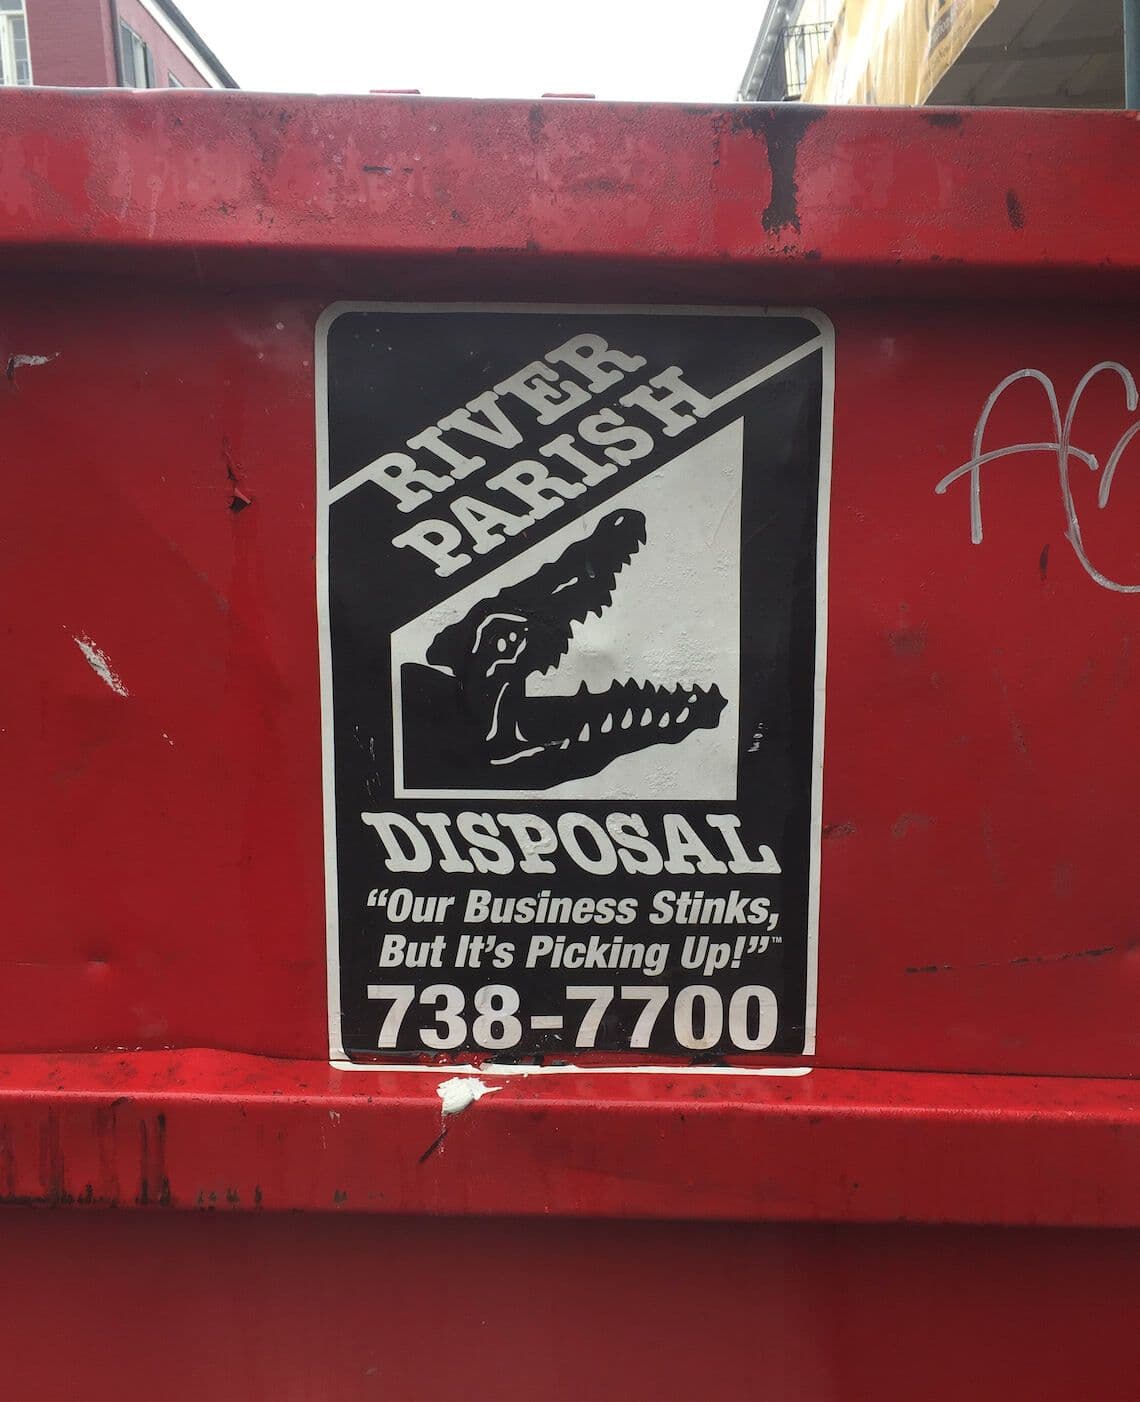 RIVER
PARISH
DISPOSAL
“Our Business Stinks,
But It’s Picking Up!”™
738-7700